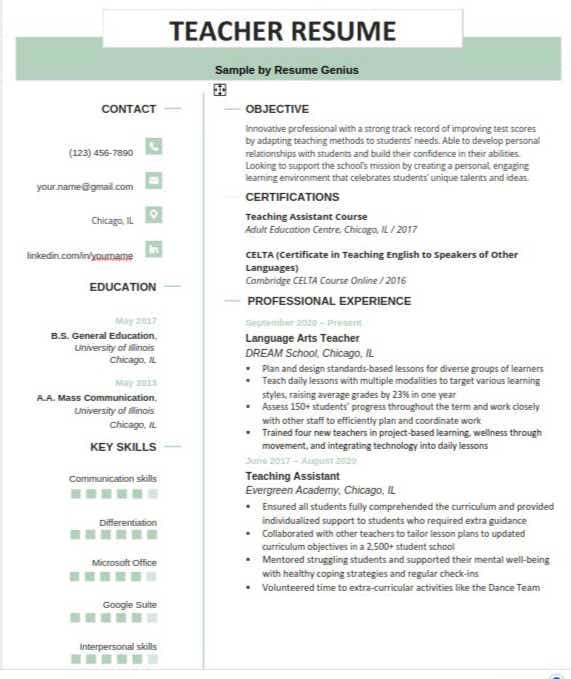 TEACHER RESUME
Sample by Resume Genius
CONTACT
(123) 456-7890
your.name@gmail.com
Chicago, IL
linkedin.com/in/yourname
EDUCATION
May 2017
B.S. General Education,
University of Illinois
Chicago, IL
May 2013
A.A. Mass Communication,
University of Illinois
Chicago, IL
KEY SKILLS
Communication skills
Differentiation
Microsoft Office
Google Suite
Interpersonal skills
OBJECTIVE
Innovative professional with a strong track record of improving test scores
by adapting teaching methods to students' needs. Able to develop personal
relationships with students and build their confidence in their abilities.
Looking to support the school's mission by creating a personal, engaging
learning environment that celebrates students' unique talents and ideas.
CERTIFICATIONS
Teaching Assistant Course
Adult Education Centre, Chicago, IL / 2017
CELTA (Certificate in Teaching English to Speakers of Other
Languages)
Cambridge CELTA Course Online / 2016
PROFESSIONAL EXPERIENCE
September 2020 – Present
Language Arts Teacher
DREAM School, Chicago, IL
• Plan and design standards-based lessons for diverse groups of learners
• Teach daily lessons with multiple modalities to target various learning
styles, raising average grades by 23% in one year
• Assess 150+ students' progress throughout the term and work closely
with other staff to efficiently plan and coordinate work
• Trained four new teachers in project-based learning, wellness through
movement, and integrating technology into daily lessons
June 2017 – August 2020
Teaching Assistant
Evergreen Academy, Chicago, IL
• Ensured all students fully comprehended the curriculum and provided
individualized support to students who required extra guidance
• Collaborated with other teachers to tailor lesson plans to updated
curriculum objectives in a 2,500+ student school
• Mentored struggling students and supported their mental well-being
with healthy coping strategies and regular check-ins
• Volunteered time to extra-curricular activities like the Dance Team